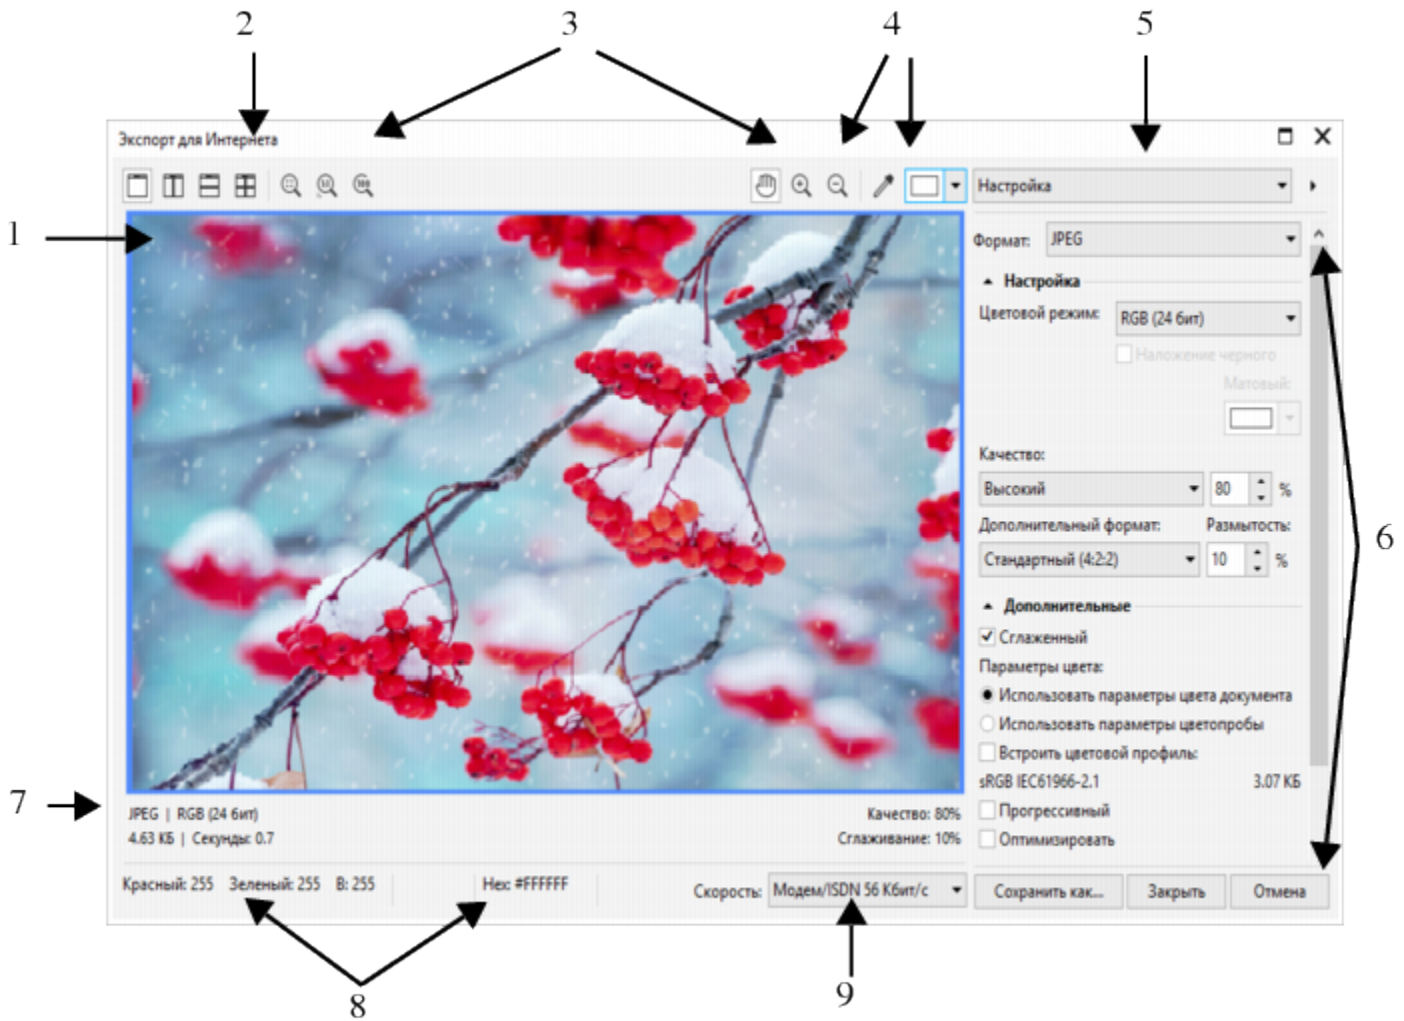 2 3 4 5
Экспорт для Интернета
Настройка
1
Формат: JPEG
Настройка
Цветовой режим: RGB (24 бит)
Наложение черного
Матовый:
Качество:
Высокий 80 %
Дополнительный формат: Размытость:
Стандартный (4:2:2) 10 %
6
Дополнительные
Сглаженный
Параметры цвета:
Использовать параметры цвета документа
Использовать параметры цветопробы
Встроить цветовой профиль:
sRGB IEC61966-2.1 3.07 КБ
Прогрессивный
Оптимизировать
7
JPEG | RGB (24 бит) Качество: 80%
4.63 КБ | Секунды: 0.7 Сглаживание: 10%
Красный: 255 Зеленый: 255 B: 255 Hex: #FFFFFF Скорость: Модем/ISDN 56 Кбит/с Сохранить как... Закрыть Отмена
8 9